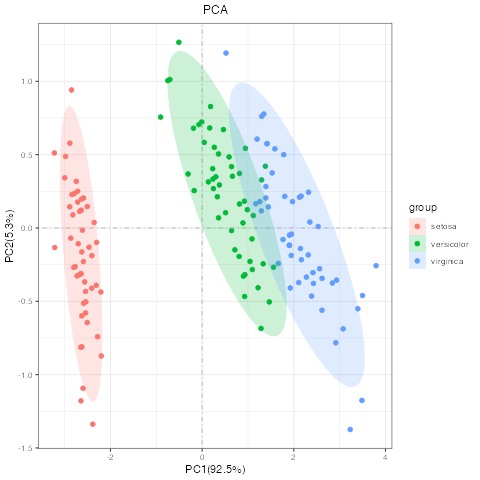 PCA
PC2(5.3%)
1.0
0.5
0.0
-0.5
-1.0
-1.5
-2
0
2
4
PC1(92.5%)
group
setosa
versicolor
virginica